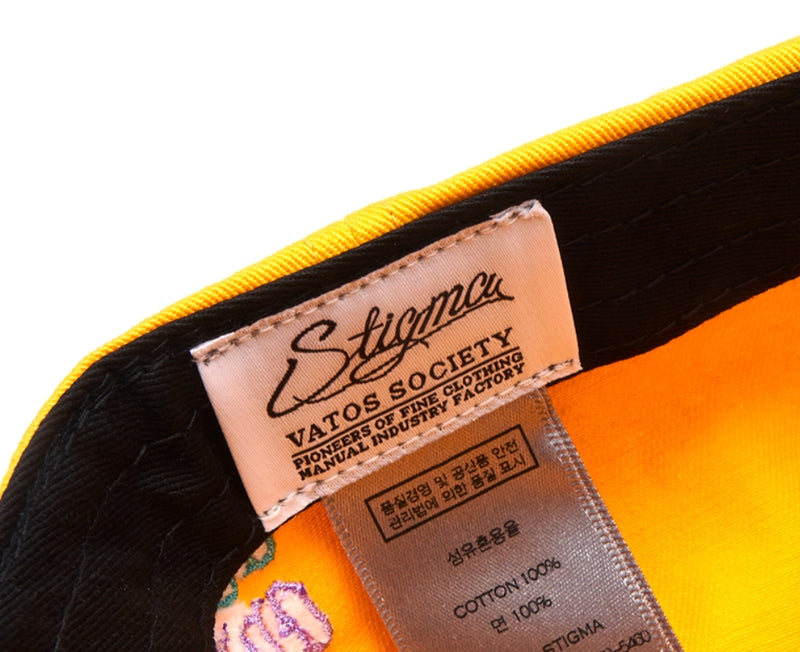 Stigma
VATOS SOCIETY
PIONEERS OF FINE CLOTHING
MANUAL INDUSTRY FACTORY
품질경영 및 공산품 안전
관리법에 의한 품질 표시
섬유혼용율
COTTON 100%
면 100%
STIGMA
-5460